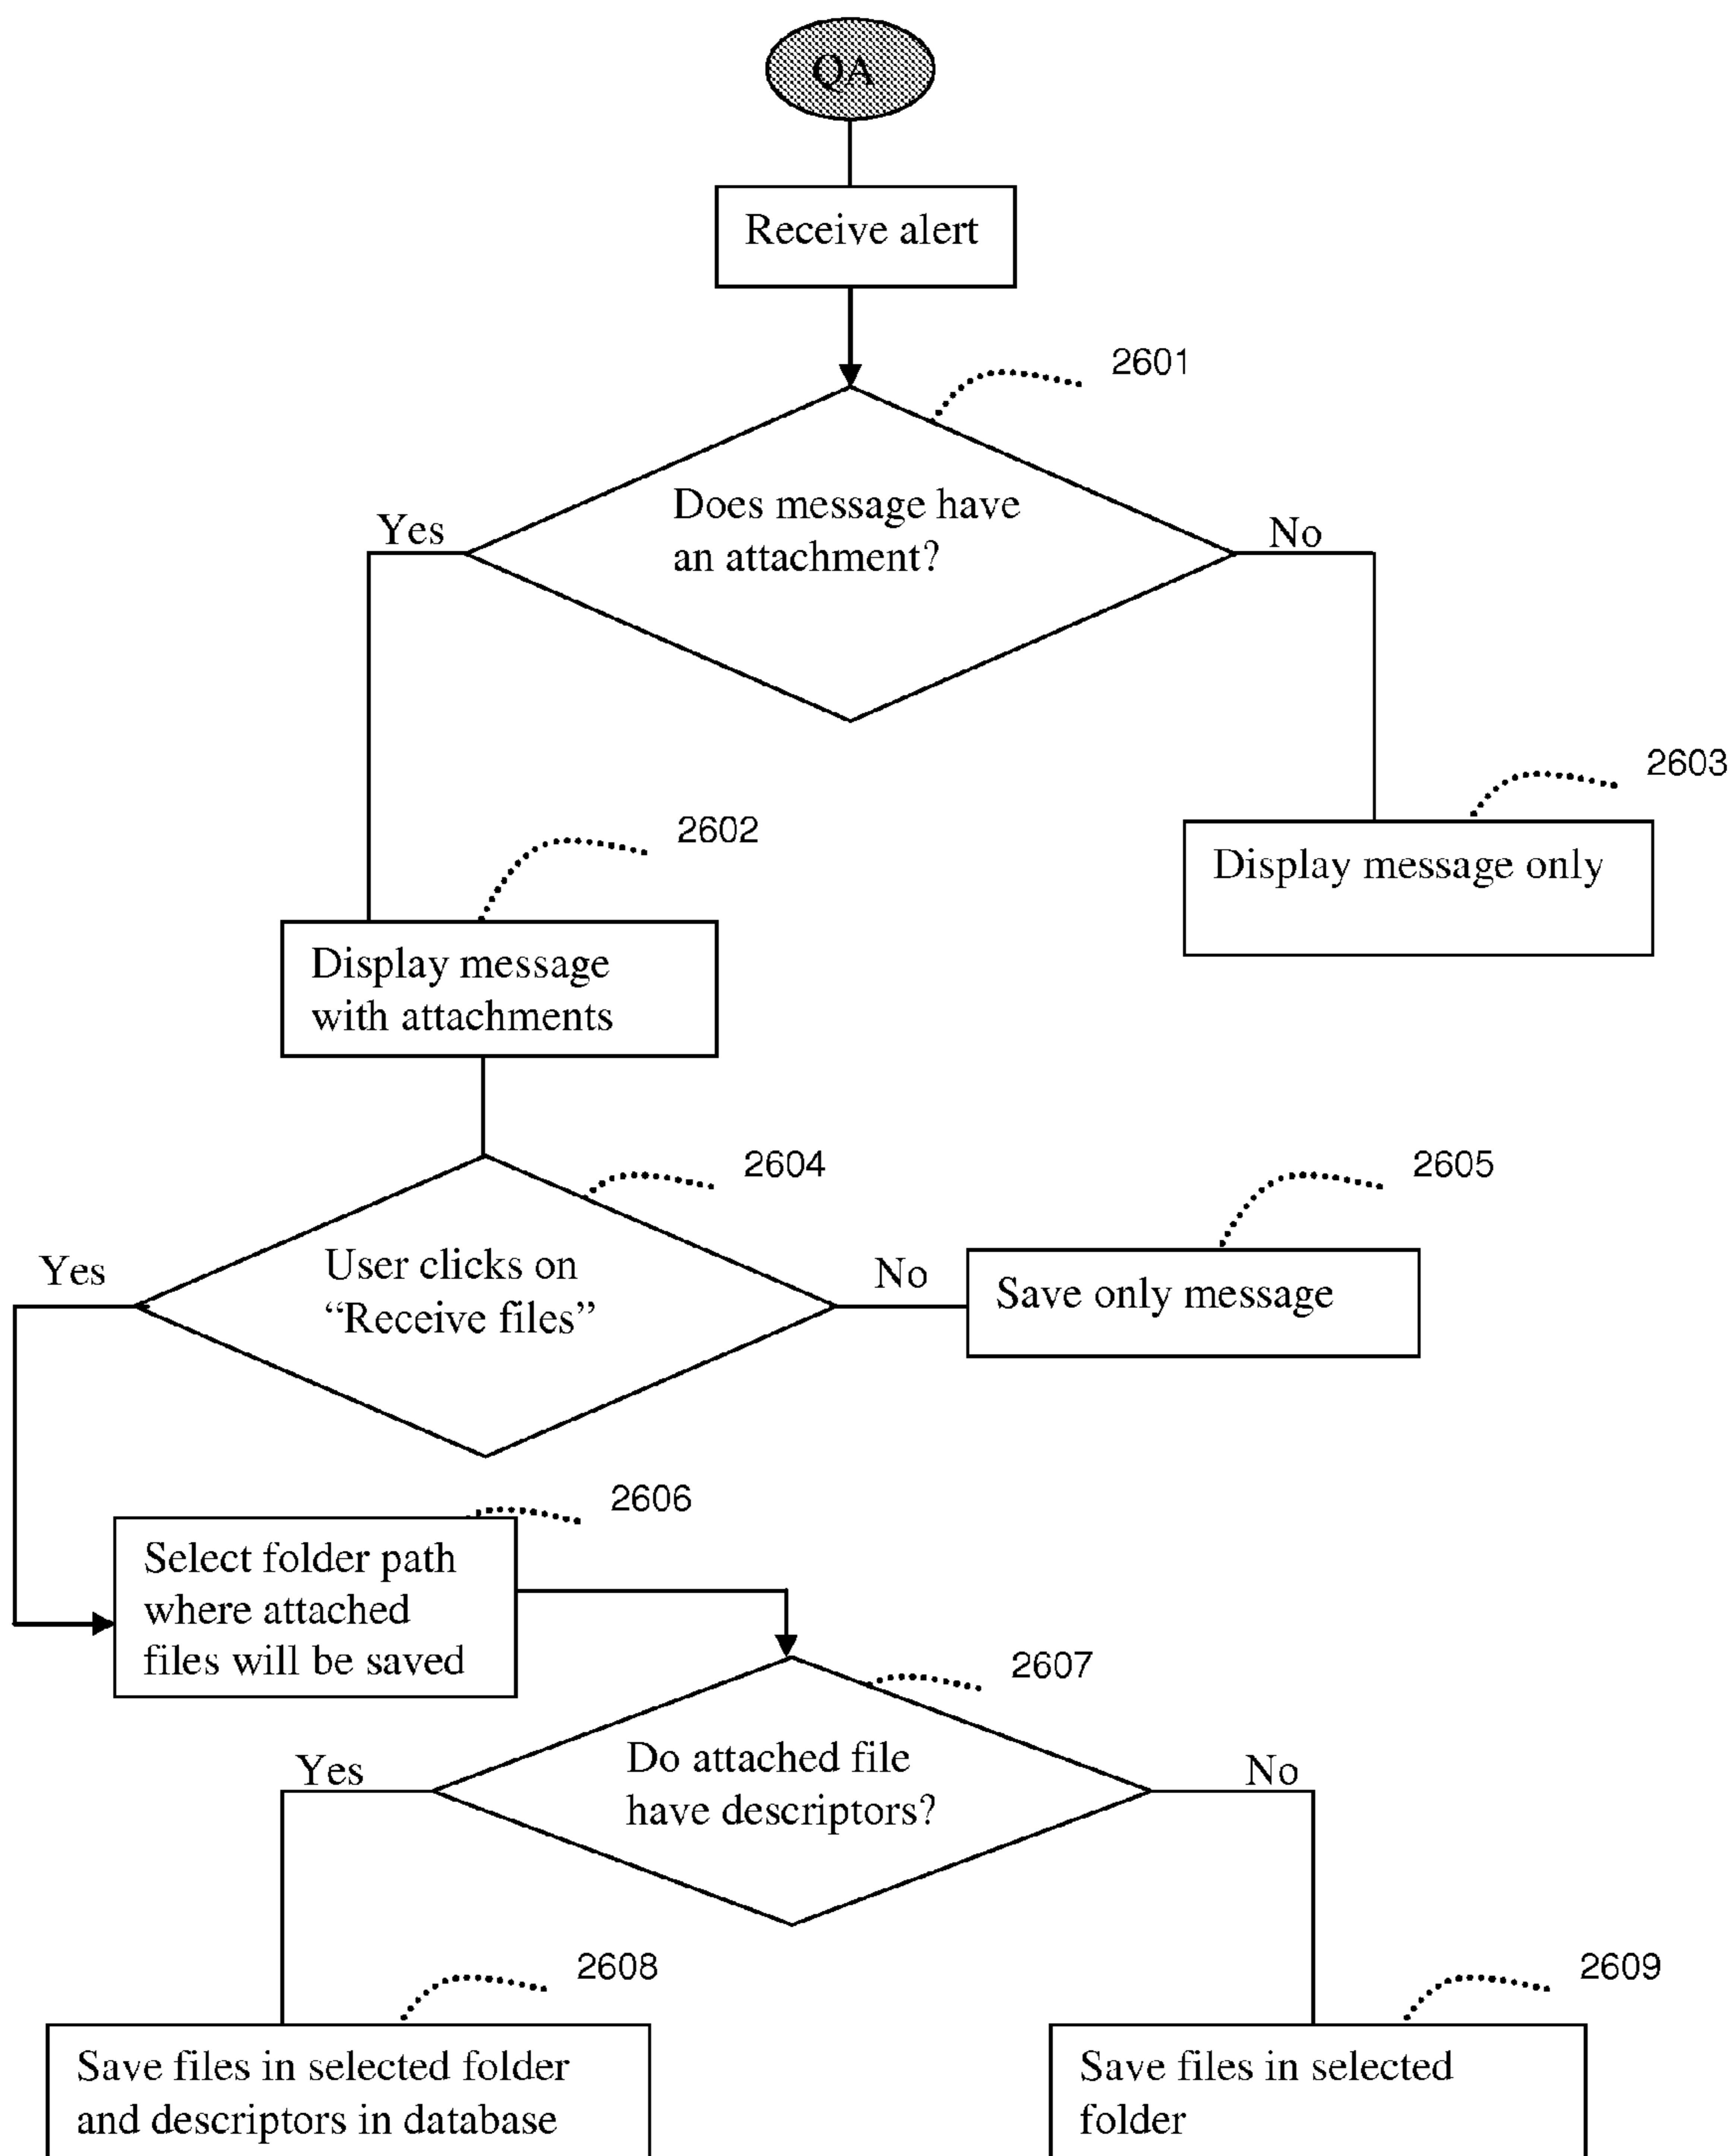 QA
Receive alert
2601
Does message have
an attachment?
Yes
No
2603
Display message only
2602
Display message
with attachments
2604
2605
User clicks on
“Receive files”
Yes
No
Save only message
2606
Select folder path
where attached
files will be saved
2607
Do attached file
have descriptors?
Yes
No
2608
2609
Save files in selected folder
and descriptors in database
Save files in selected
folder